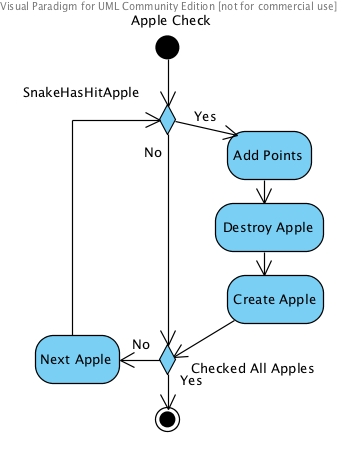 Visual Paradigm for UML Community Edition [not for commercial use]
Apple Check
SnakeHasHitApple
Yes
No
Add Points
Destroy Apple
Create Apple
No
Next Apple
Checked All Apples
Yes